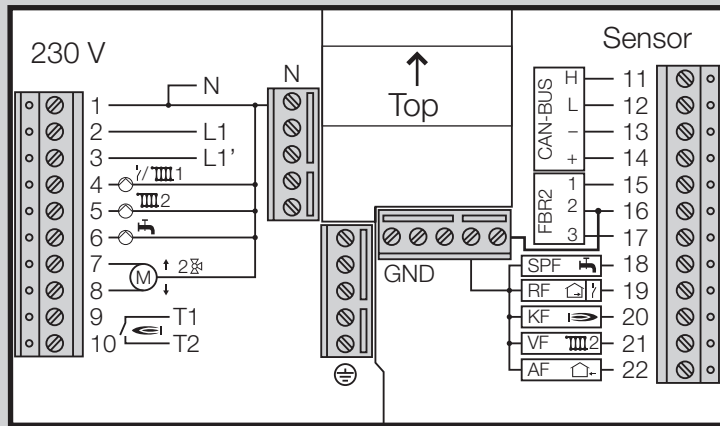 230 V
N
Top
Sensor
1 N
2 L1
3 L1'
4 1
5 2
6
7
M 2
8
9 T1
10 T2
GND
CAN-BUS
H 11
L 12
– 13
+ 14
FBR2
1 15
2 16
3 17
SPF 18
RF 19
KF 20
VF 2 21
AF 22